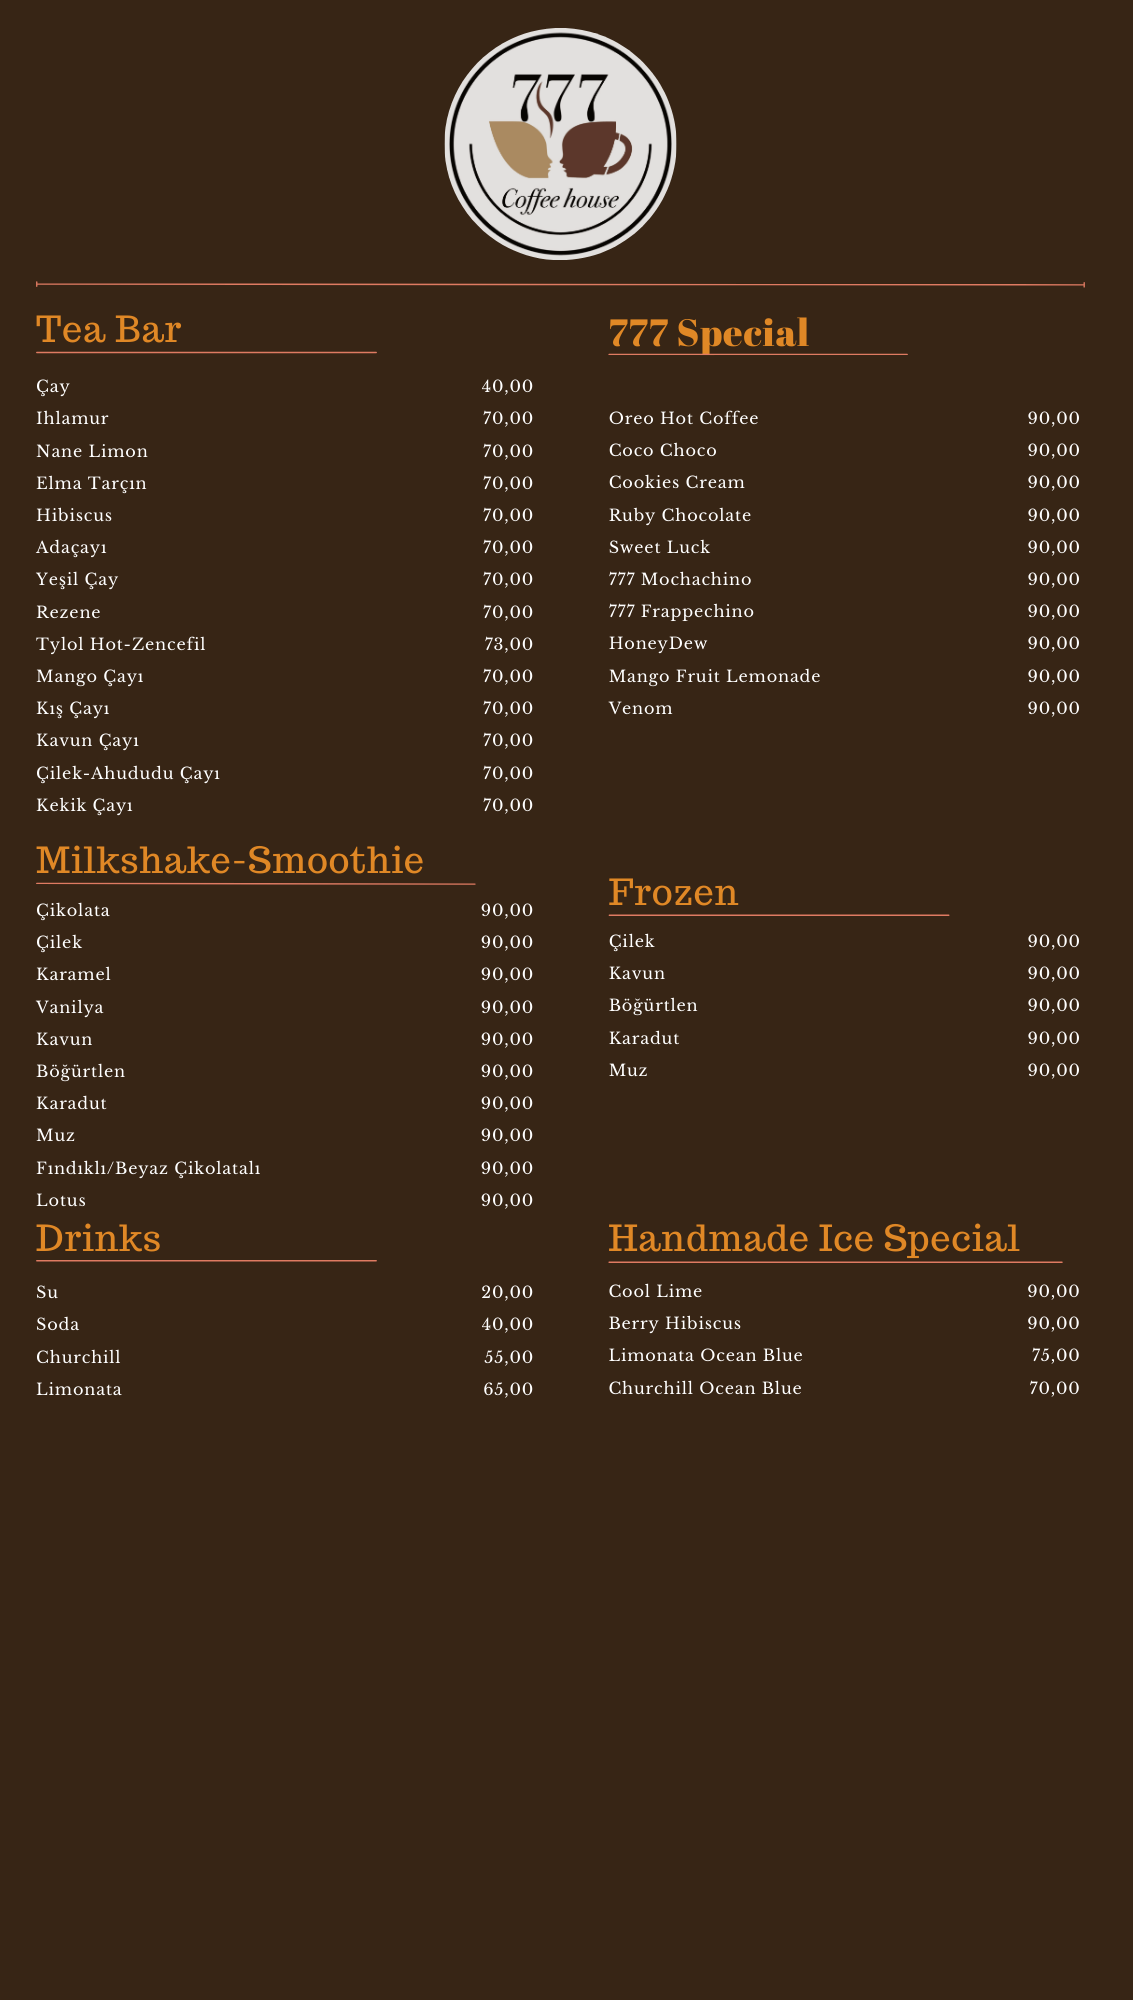 777
Coffee house
Tea Bar
Çay 40,00
Ihlamur 70,00
Nane Limon 70,00
Elma Tarçın 70,00
Hibiscus 70,00
Adaçayı 70,00
Yeşil Çay 70,00
Rezene 70,00
Tylol Hot-Zencefil 73,00
Mango Çayı 70,00
Kış Çayı 70,00
Kavun Çayı 70,00
Çilek-Ahududu Çayı 70,00
Kekik Çayı 70,00
777 Special
Oreo Hot Coffee 90,00
Coco Choco 90,00
Cookies Cream 90,00
Ruby Chocolate 90,00
Sweet Luck 90,00
777 Mochachino 90,00
777 Frappechino 90,00
HoneyDew 90,00
Mango Fruit Lemonade 90,00
Venom 90,00
Milkshake-Smoothie
Çikolata 90,00
Çilek 90,00
Karamel 90,00
Vanilya 90,00
Kavun 90,00
Böğürtlen 90,00
Karadut 90,00
Muz 90,00
Fındıklı/Beyaz Çikolatalı 90,00
Lotus 90,00
Frozen
Çilek 90,00
Kavun 90,00
Böğürtlen 90,00
Karadut 90,00
Muz 90,00
Drinks
Su 20,00
Soda 40,00
Churchill 55,00
Limonata 65,00
Handmade Ice Special
Cool Lime 90,00
Berry Hibiscus 90,00
Limonata Ocean Blue 75,00
Churchill Ocean Blue 70,00